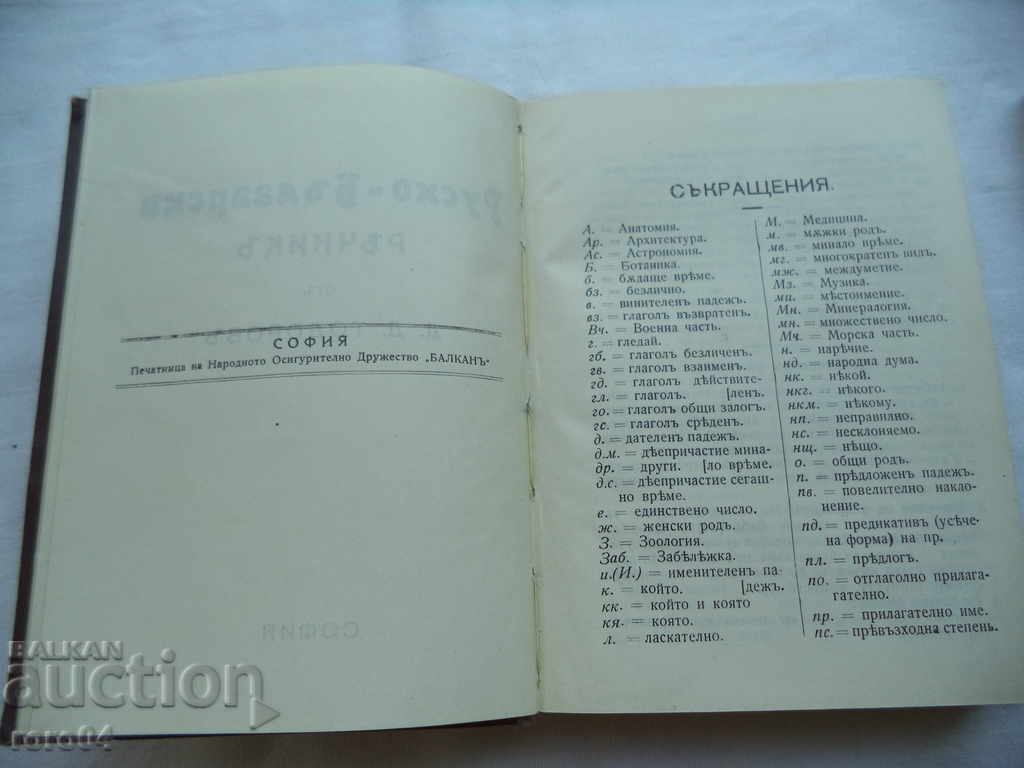 СОФИЯ
Печатница на Народното Осигурително Дружество „БАЛКАНЪ"
СЪКРАЩЕНИЯ.
А. = Анатомия.
Ар. = Архитектура.
Ас. = Астрономия.
Б. = Ботаника.
б. = бѫдаще врѣме.
бз. = безлично.
в. = винителенъ падежъ.
вз. = глаголъ възвратенъ.
Вч. = Военна часть.
г. = гледай.
гб. = глаголъ безличенъ.
гв. = глаголъ взаименъ.
гд. = глаголъ дѣйствите-
гл. = глаголъ. [ленъ.
го. = глаголъ общи залогъ.
гс. = глаголъ срѣденъ.
д. = дателенъ падежъ.
д.м. = дѣепричастие мина-
др. = други. [ло врѣме.
д.с. = дѣепричастие сегаш-
но врѣме.
е. = единствено число.
ж. = женски родъ.
З. = Зоология.
Заб. = Забѣлѣжка.
и.(И.) = именителенъ па-
к. = който. [дежъ.
кк. = който и която
кя. = която.
л. = ласкателно.
М. = Медицина.
м. = мѫжки родъ.
мв. = минало врѣме.
мг. = многократенъ видъ.
мж. = междуметие.
Мз. = Музика.
ми. = мѣстоимение.
Мн. = Минералогия.
мн. = множествено число.
Мч. = Морска часть.
н. = нарѣчие.
нд. = народна дума.
нк. = нѣкой.
нкг. = нѣкого.
нкм. = нѣкому.
нп. = неправилно.
нс. = несклоняемо.
нщ. = нѣщо.
о. = общи родъ.
п. = прѣдложенъ падежъ.
пв. = повелително накло-
нение.
пд. = предикативъ (усѣче-
на форма) на пр.
пл. = прѣдлогъ.
по. = отглаголно прилага-
гателно.
пр. = прилагателно име.
пс. = прѣвъзходна степень.
BALKAN
auction
roro04